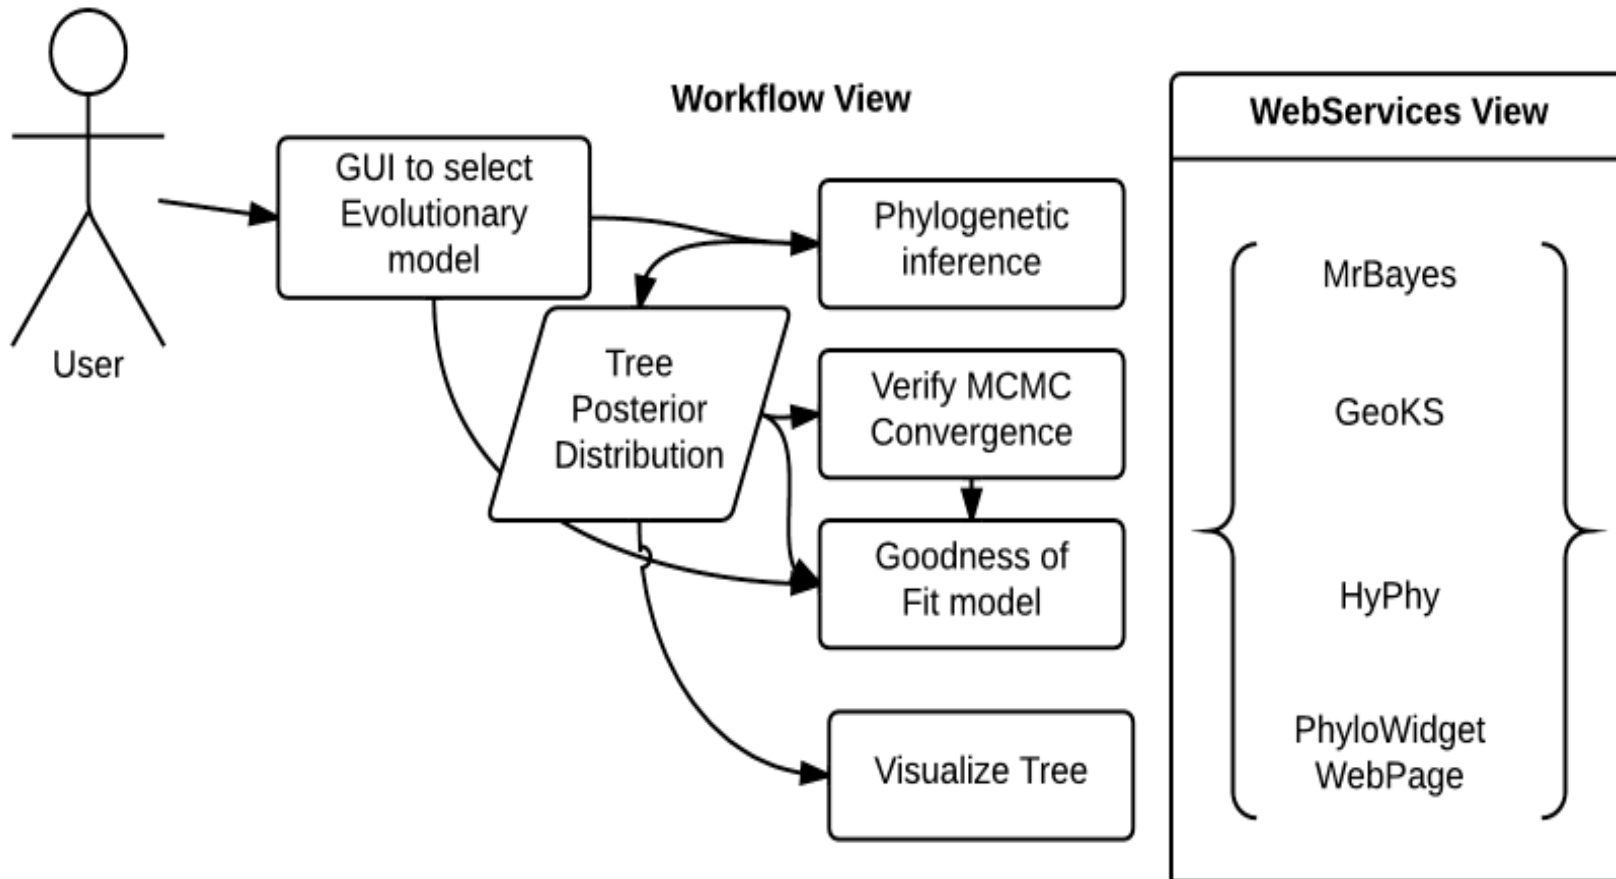 Workflow View
WebServices View
User
GUI to select
Evolutionary
model
Phylogenetic
inference
Tree
Posterior
Distribution
Verify MCMC
Convergence
Goodness of
Fit model
Visualize Tree
MrBayes
GeoKS
HyPhy
PhyloWidget
WebPage